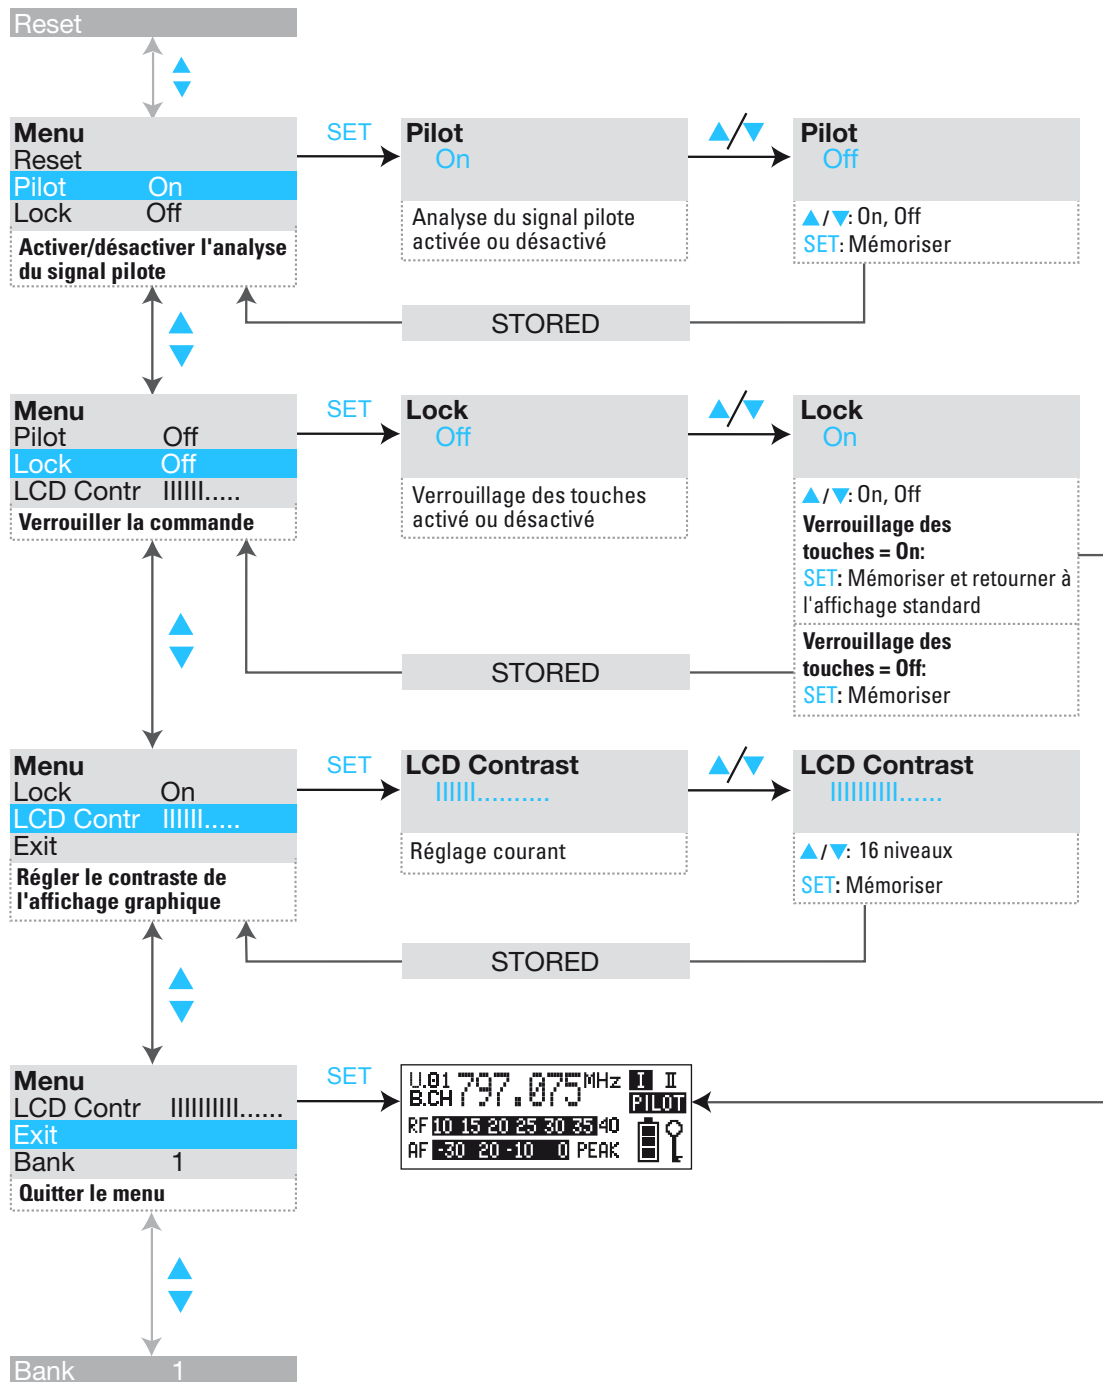 Reset
Menu
Reset
Pilot On
Lock Off
Activer/désactiver l'analyse
du signal pilote
SET
Pilot
On
Analyse du signal pilote
activée ou désactivé
▲/▼
Pilot
Off
▲/▼: On, Off
SET: Mémoriser
STORED
Menu
Pilot Off
Lock Off
LCD Contr IIIIII.....
Verrouiller la commande
SET
Lock
Off
Verrouillage des touches
activé ou désactivé
▲/▼
Lock
On
▲/▼: On, Off
Verrouillage des
touches = On:
SET: Mémoriser et retourner à
l'affichage standard
Verrouillage des
touches = Off:
SET: Mémoriser
STORED
Menu
Lock On
LCD Contr IIIIII.....
Exit
Régler le contraste de
l'affichage graphique
SET
LCD Contrast
IIIIII..........
Réglage courant
▲/▼
LCD Contrast
IIIIIIIIII......
▲/▼: 16 niveaux
SET: Mémoriser
STORED
Menu
LCD Contr IIIIIIIIII......
Exit
Bank 1
Quitter le menu
SET
U.01 797.075 MHz I II
B.CH PILOT
RF 10 15 20 25 30 35 40
AF -30 20 -10 0 PEAK
Bank 1